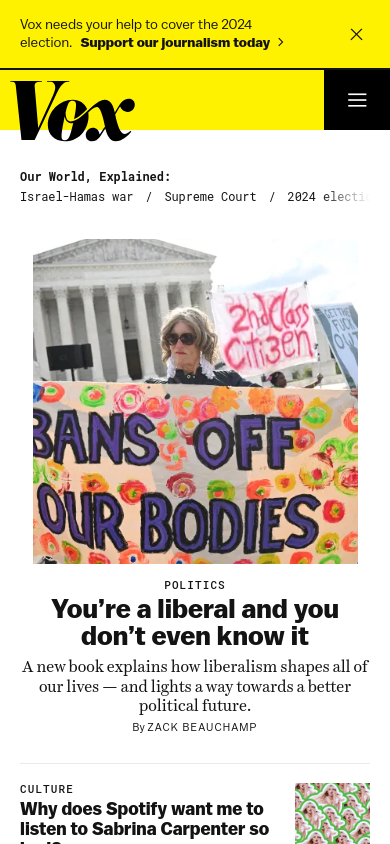 Vox needs your help to cover the 2024
election. Support our journalism today
Vox
Our World, Explained:
Israel-Hamas war / Supreme Court / 2024 electi
2nd Class
Citizen
BANS OFF
OUR BODIES
POLITICS
You’re a liberal and you
don’t even know it
A new book explains how liberalism shapes all of
our lives — and lights a way towards a better
political future.
By ZACK BEAUCHAMP
CULTURE
Why does Spotify want me to
listen to Sabrina Carpenter so